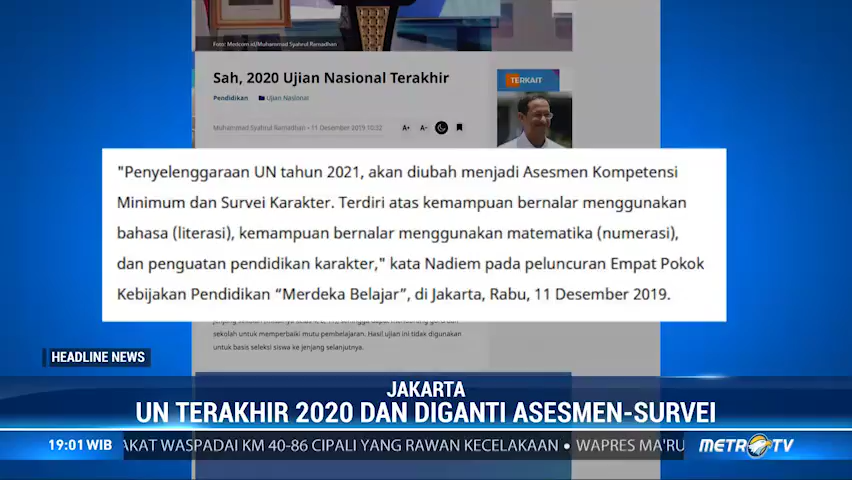 Foto: Medcom.id/Muhammad Syahrul Ramadhan
Sah, 2020 Ujian Nasional Terakhir
Pendidikan Ujian Nasional
TERKAIT
Muhammad Syahrul Ramadhan • 11 Desember 2019 10:32 A+ A-
"Penyelenggaraan UN tahun 2021, akan diubah menjadi Asesmen Kompetensi
Minimum dan Survei Karakter. Terdiri atas kemampuan bernalar menggunakan
bahasa (literasi), kemampuan bernalar menggunakan matematika (numerasi),
dan penguatan pendidikan karakter," kata Nadiem pada peluncuran Empat Pokok
Kebijakan Pendidikan “Merdeka Belajar”, di Jakarta, Rabu, 11 Desember 2019.
sekolah untuk memperbaiki mutu pembelajaran. Hasil ujian ini tidak digunakan
untuk basis seleksi siswa ke jenjang selanjutnya.
HEADLINE NEWS
JAKARTA
UN TERAKHIR 2020 DAN DIGANTI ASESMEN-SURVEI
19:01 WIB AKAT WASPADAI KM 40-86 CIPALI YANG RAWAN KECELAKAAN • WAPRES MA'RU METRO TV